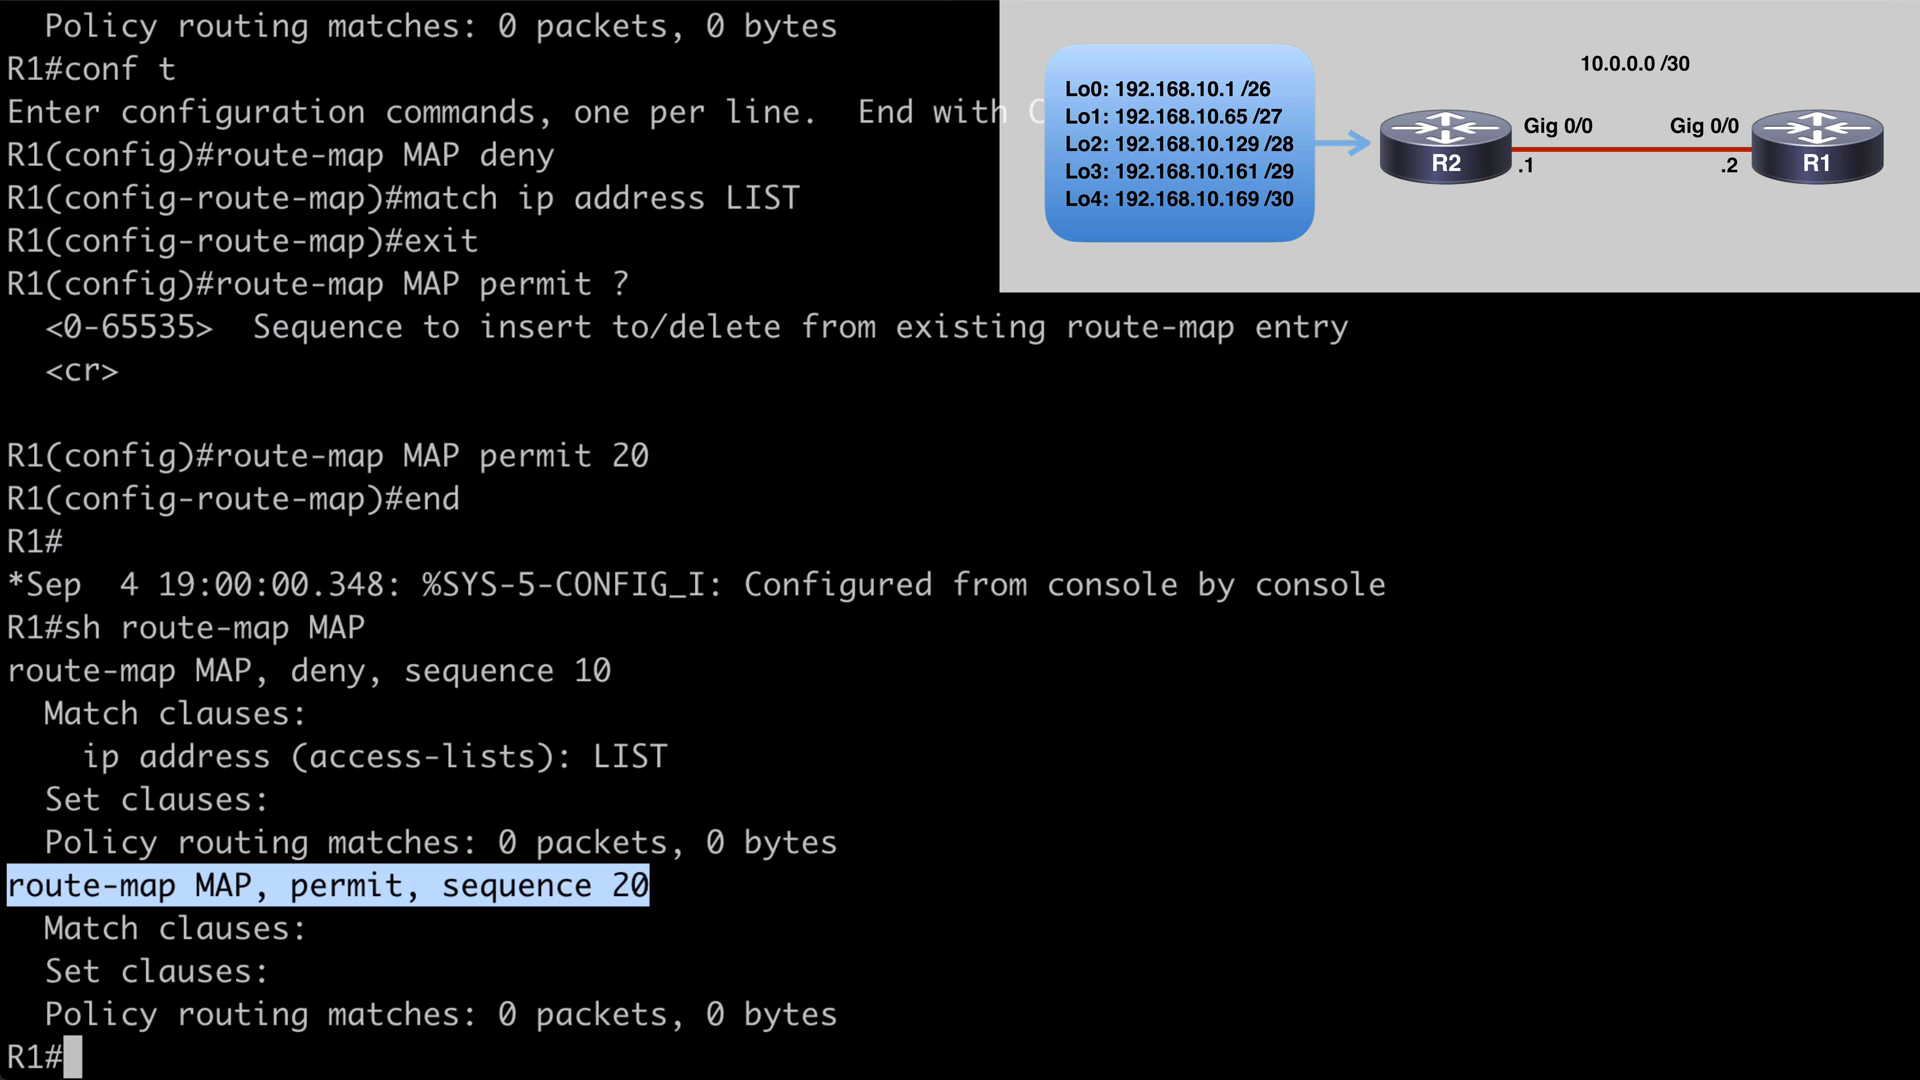 Policy routing matches: 0 packets, 0 bytes
R1#conf t
Enter configuration commands, one per line.  End with C
R1(config)#route-map MAP deny
R1(config-route-map)#match ip address LIST
R1(config-route-map)#exit
R1(config)#route-map MAP permit ?
<0-65535>  Sequence to insert to/delete from existing route-map entry
<cr>
R1(config)#route-map MAP permit 20
R1(config-route-map)#end
R1#
*Sep  4 19:00:00.348: %SYS-5-CONFIG_I: Configured from console by console
R1#sh route-map MAP
route-map MAP, deny, sequence 10
Match clauses:
ip address (access-lists): LIST
Set clauses:
Policy routing matches: 0 packets, 0 bytes
route-map MAP, permit, sequence 20
Match clauses:
Set clauses:
Policy routing matches: 0 packets, 0 bytes
R1#
Lo0: 192.168.10.1 /26
Lo1: 192.168.10.65 /27
Lo2: 192.168.10.129 /28
Lo3: 192.168.10.161 /29
Lo4: 192.168.10.169 /30
10.0.0.0 /30
Gig 0/0
Gig 0/0
R2
.1
.2
R1